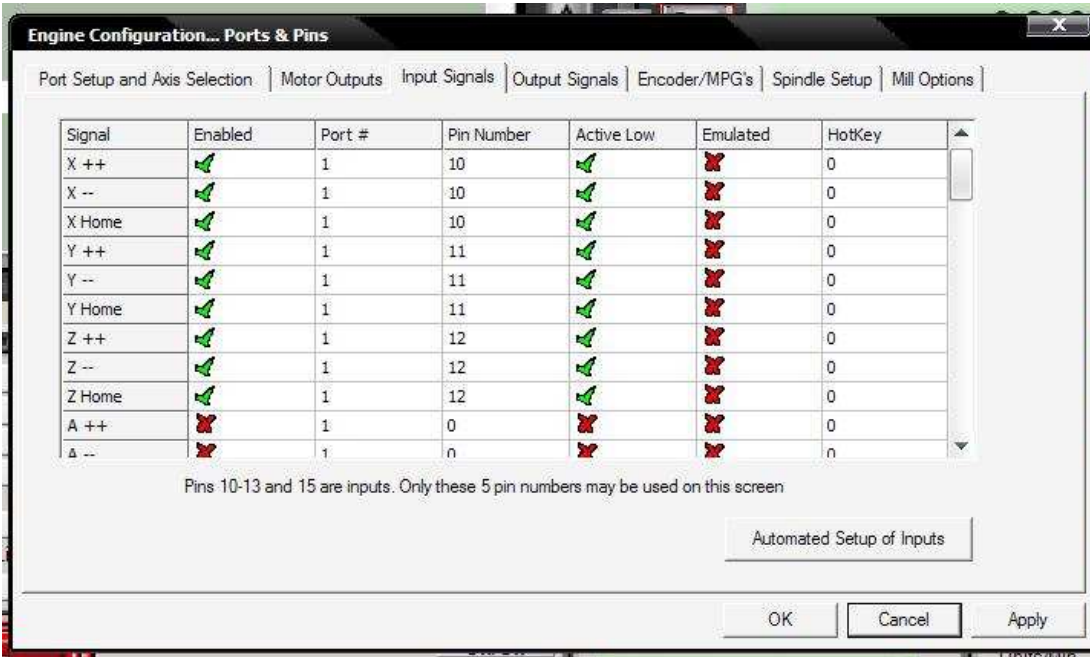 Engine Configuration... Ports & Pins
X
Port Setup and Axis Selection Motor Outputs Input Signals Output Signals Encoder/MPG's Spindle Setup Mill Options
Signal Enabled Port # Pin Number Active Low Emulated HotKey
X ++ 1 10 0
X -- 1 10 0
X Home 1 10 0
Y ++ 1 11 0
Y -- 1 11 0
Y Home 1 11 0
Z ++ 1 12 0
Z -- 1 12 0
Z Home 1 12 0
A ++ 1 0 0
A -- 1 0 0
Pins 10-13 and 15 are inputs. Only these 5 pin numbers may be used on this screen
Automated Setup of Inputs
OK Cancel Apply